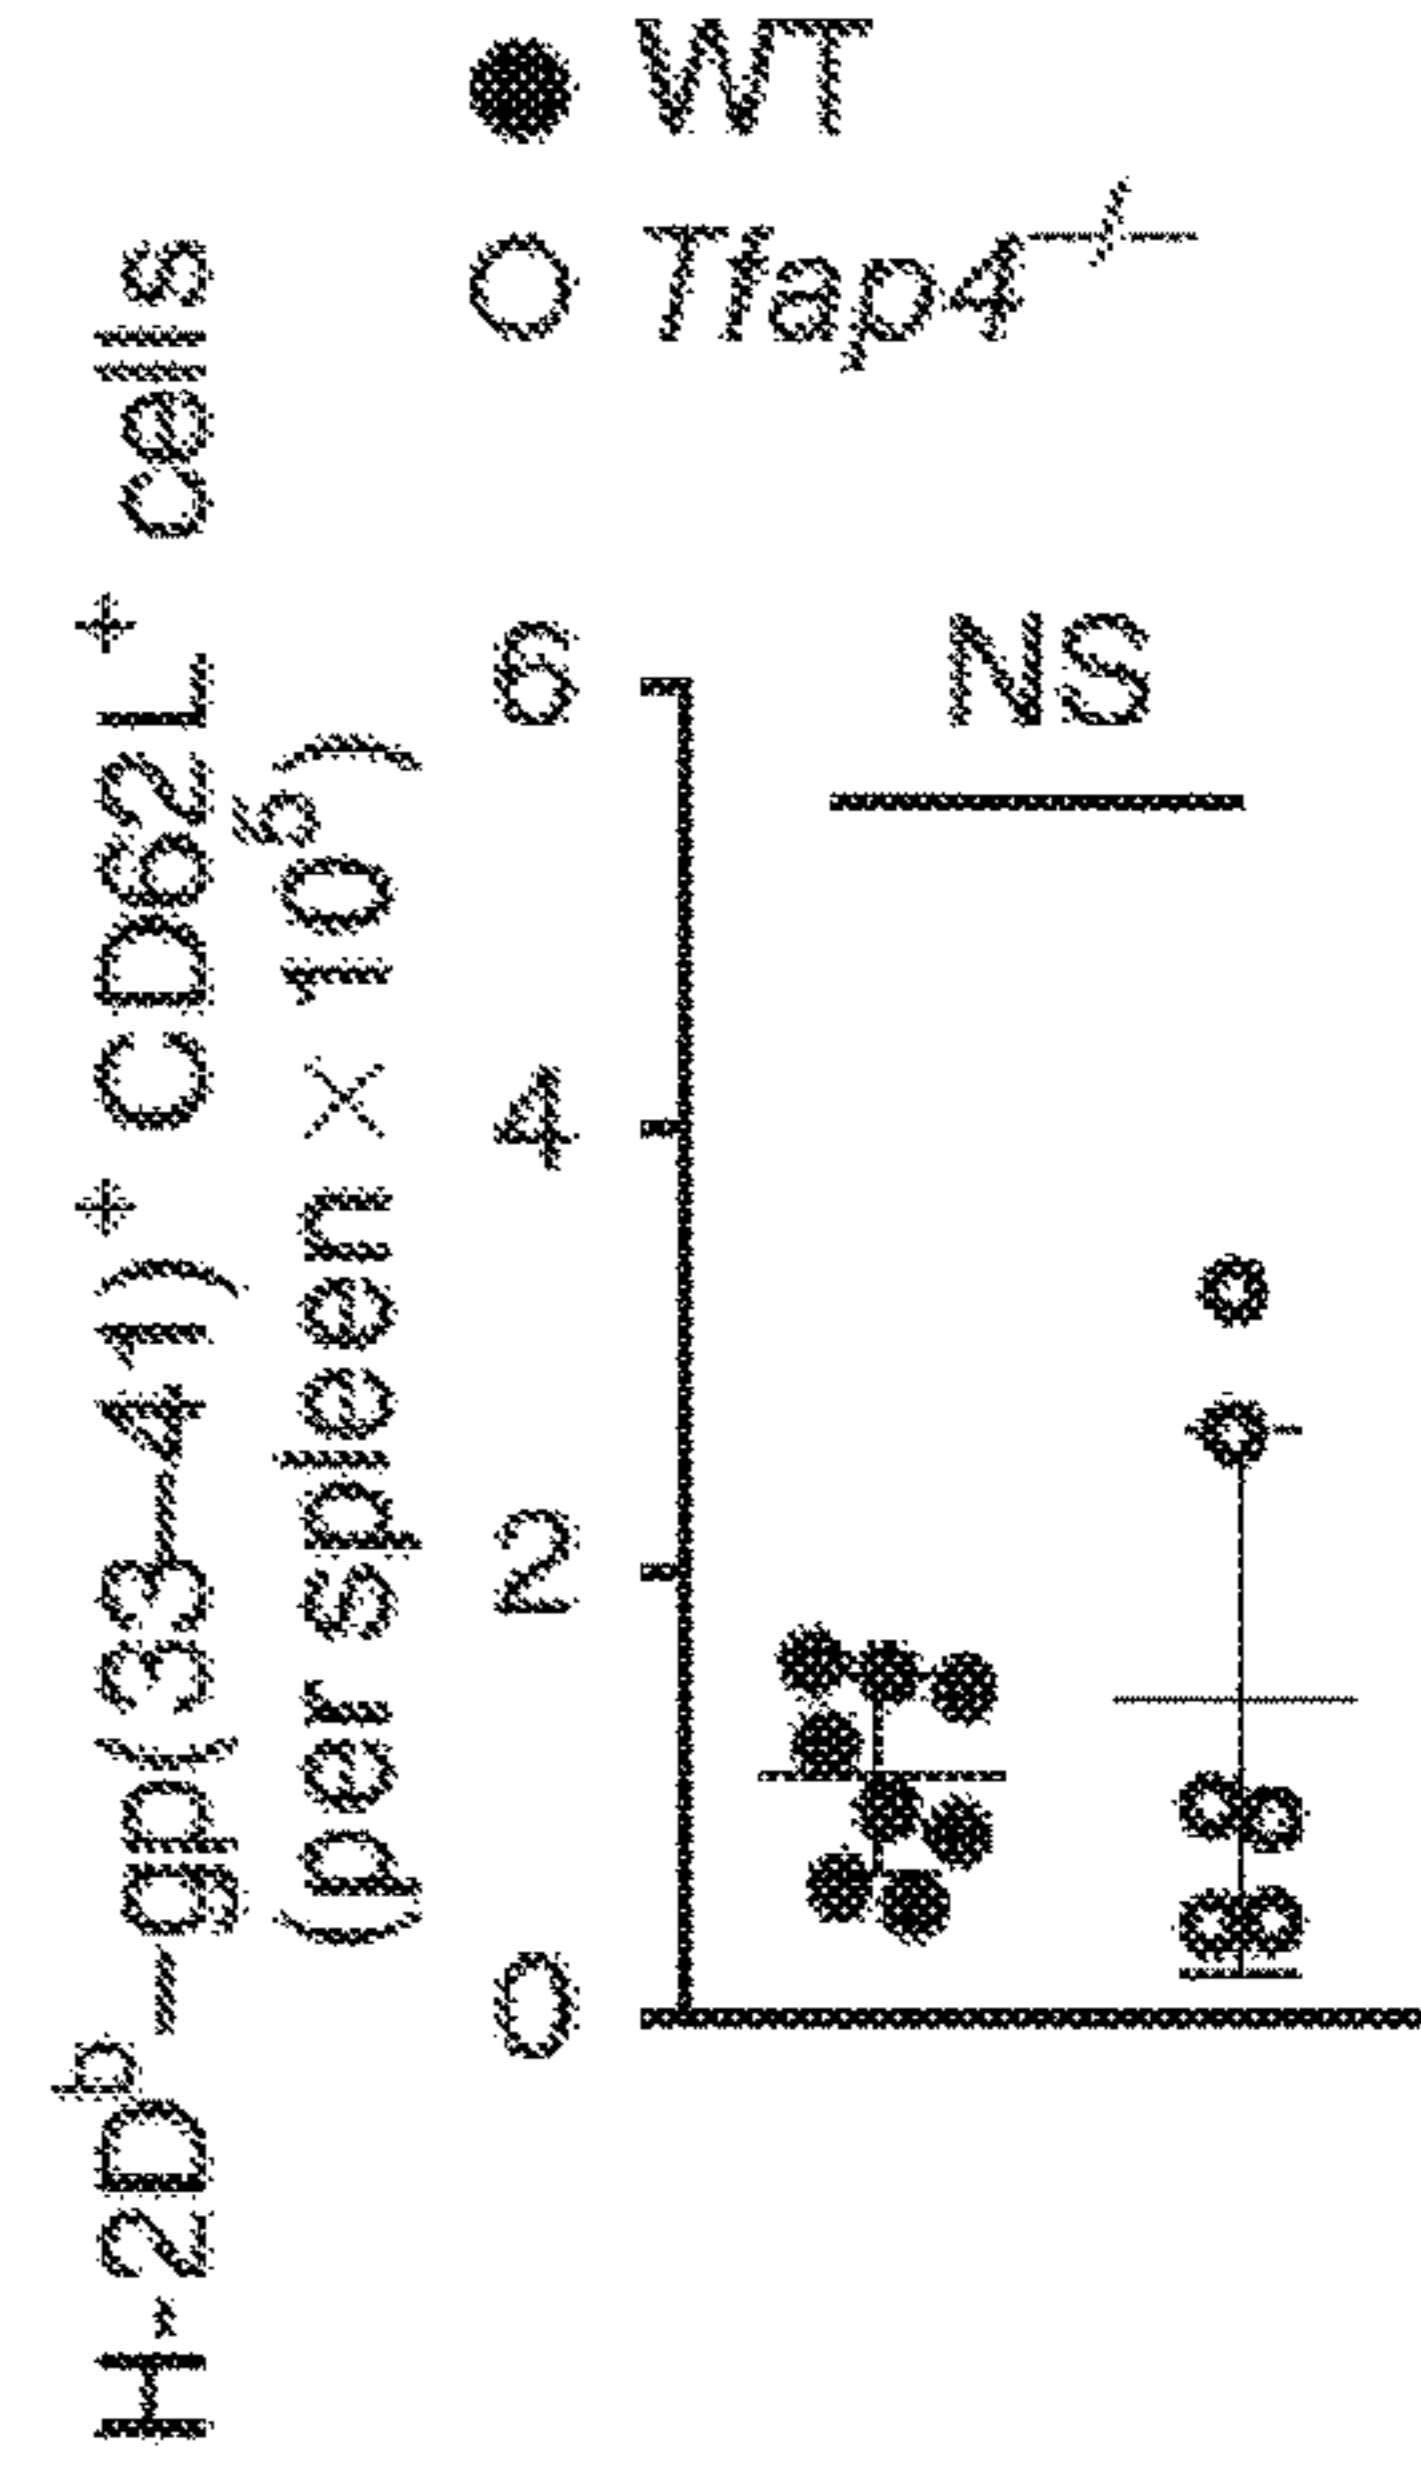 WT
Tfap4−/−
H-2Dᵇ–gp(33–41)⁺ CD62L⁺ cells
(per spleen × 10⁵)
NS
6
4
2
0